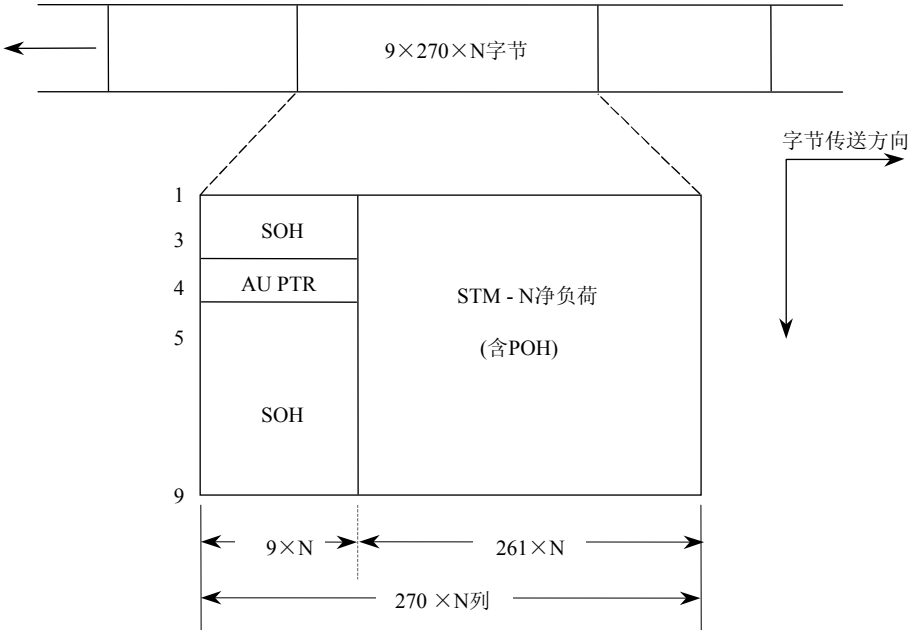 9×270×N字节
字节传送方向
1
SOH
3
AU PTR
4
STM - N净负荷
5
(含POH)
SOH
9
9×N
261×N
270 ×N列